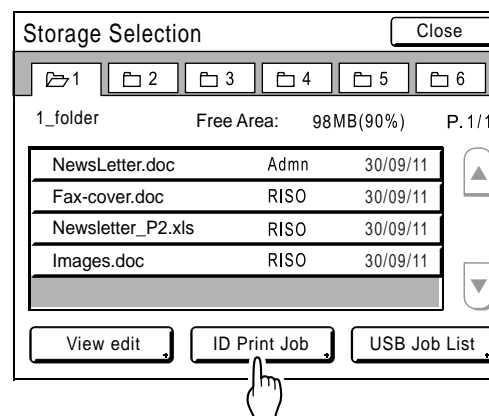 Storage Selection Close
1 2 3 4 5 6
1_folder Free Area: 98MB(90%) P.1/1
NewsLetter.doc Admn 30/09/11
Fax-cover.doc RISO 30/09/11
Newsletter_P2.xls RISO 30/09/11
Images.doc RISO 30/09/11
View edit ID Print Job USB Job List